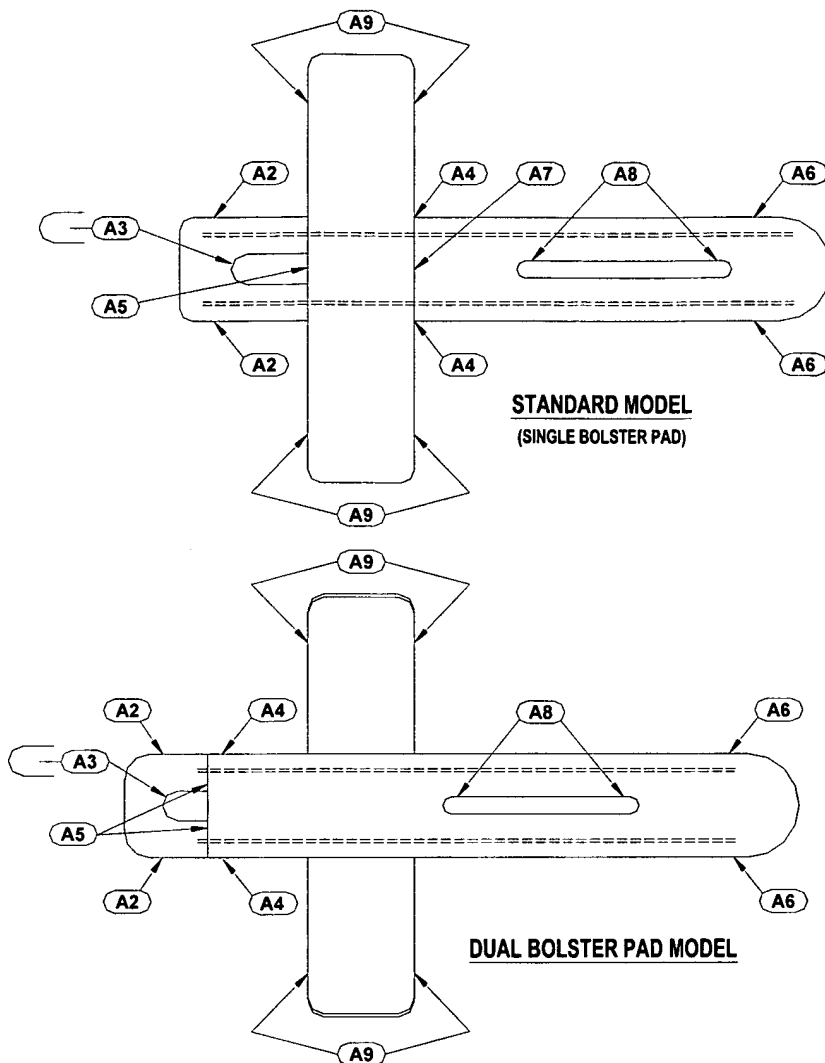 A9
A2 A4 A7 A8 A6
A3
A5
A2 A4 A6
STANDARD MODEL
(SINGLE BOLSTER PAD)
A9
A9
A2 A4 A8 A6
A3
A5
A2 A4 A6
DUAL BOLSTER PAD MODEL
A9